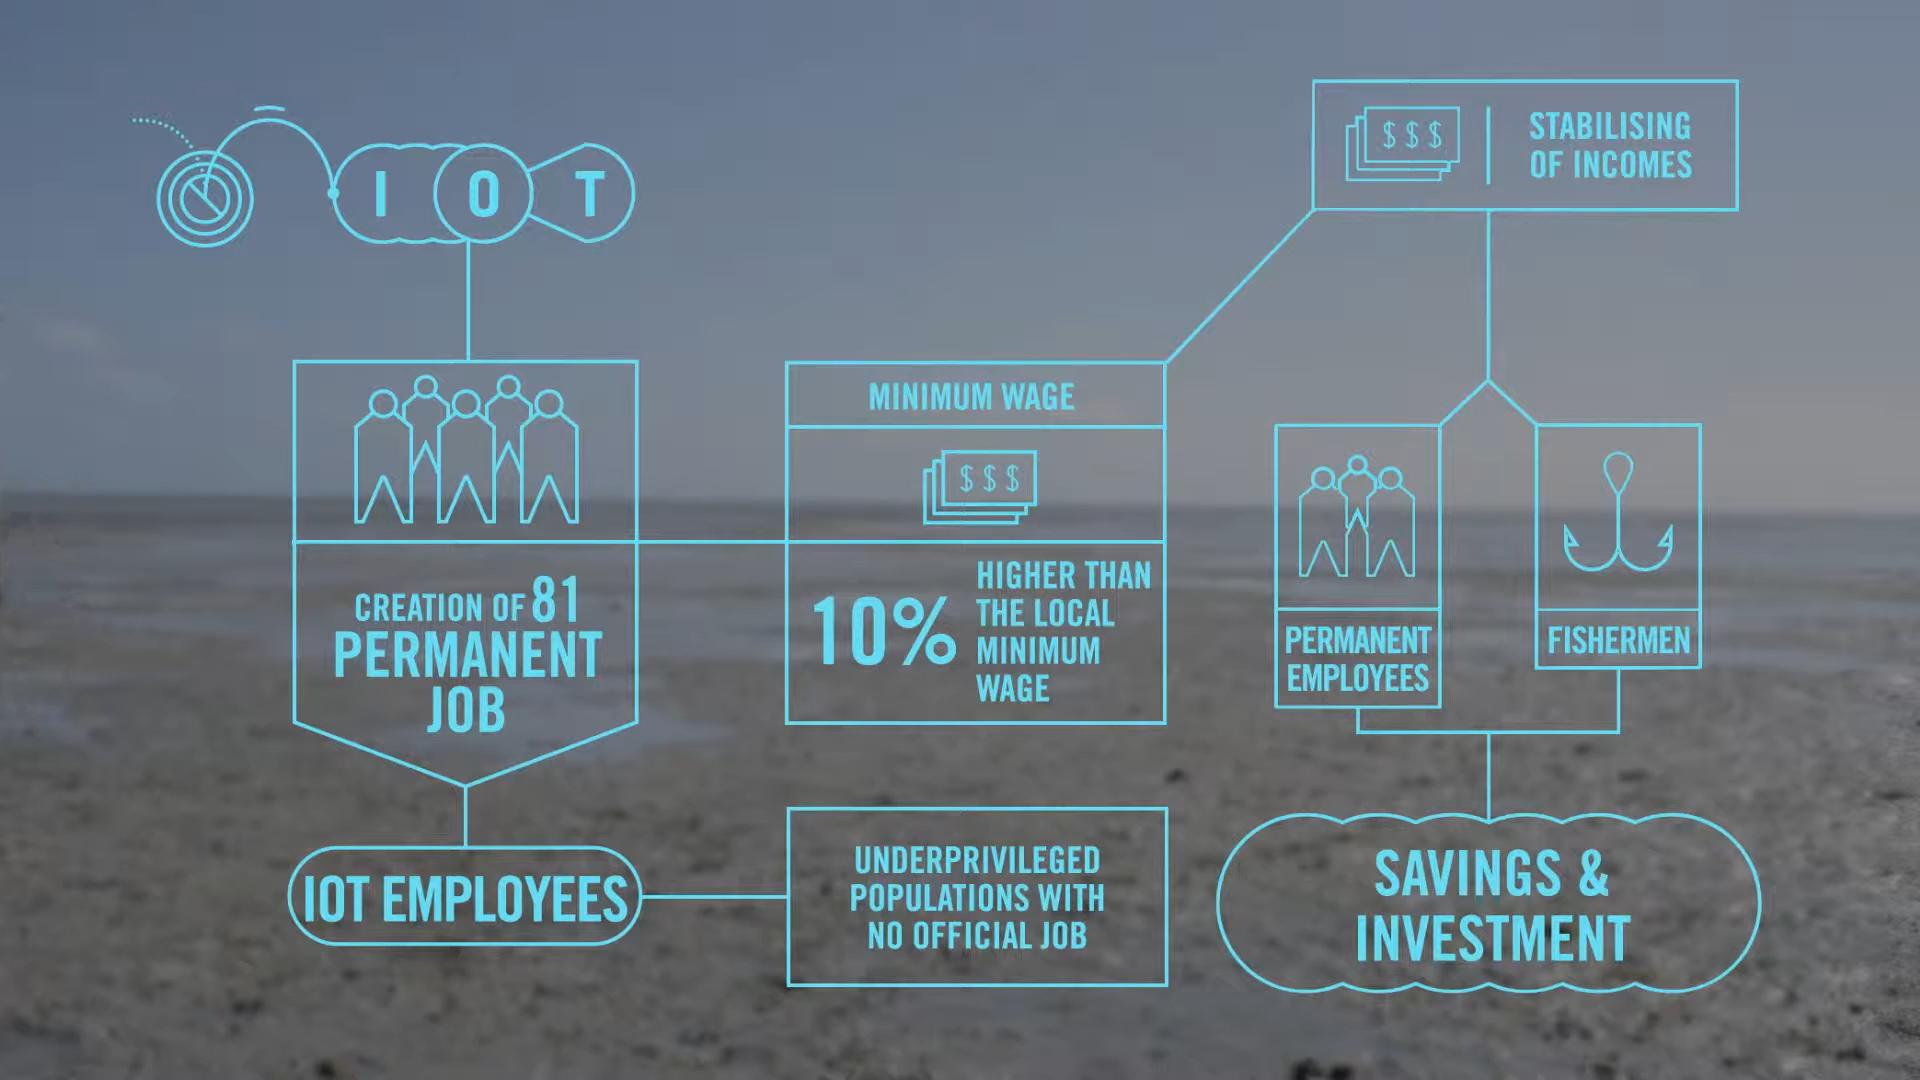 IOT
$ $ $
STABILISING
OF INCOMES
CREATION OF 81
PERMANENT
JOB
MINIMUM WAGE
$ $ $
10%
HIGHER THAN
THE LOCAL
MINIMUM
WAGE
PERMANENT
EMPLOYEES
FISHERMEN
IOT EMPLOYEES
UNDERPRIVILEGED
POPULATIONS WITH
NO OFFICIAL JOB
SAVINGS &
INVESTMENT